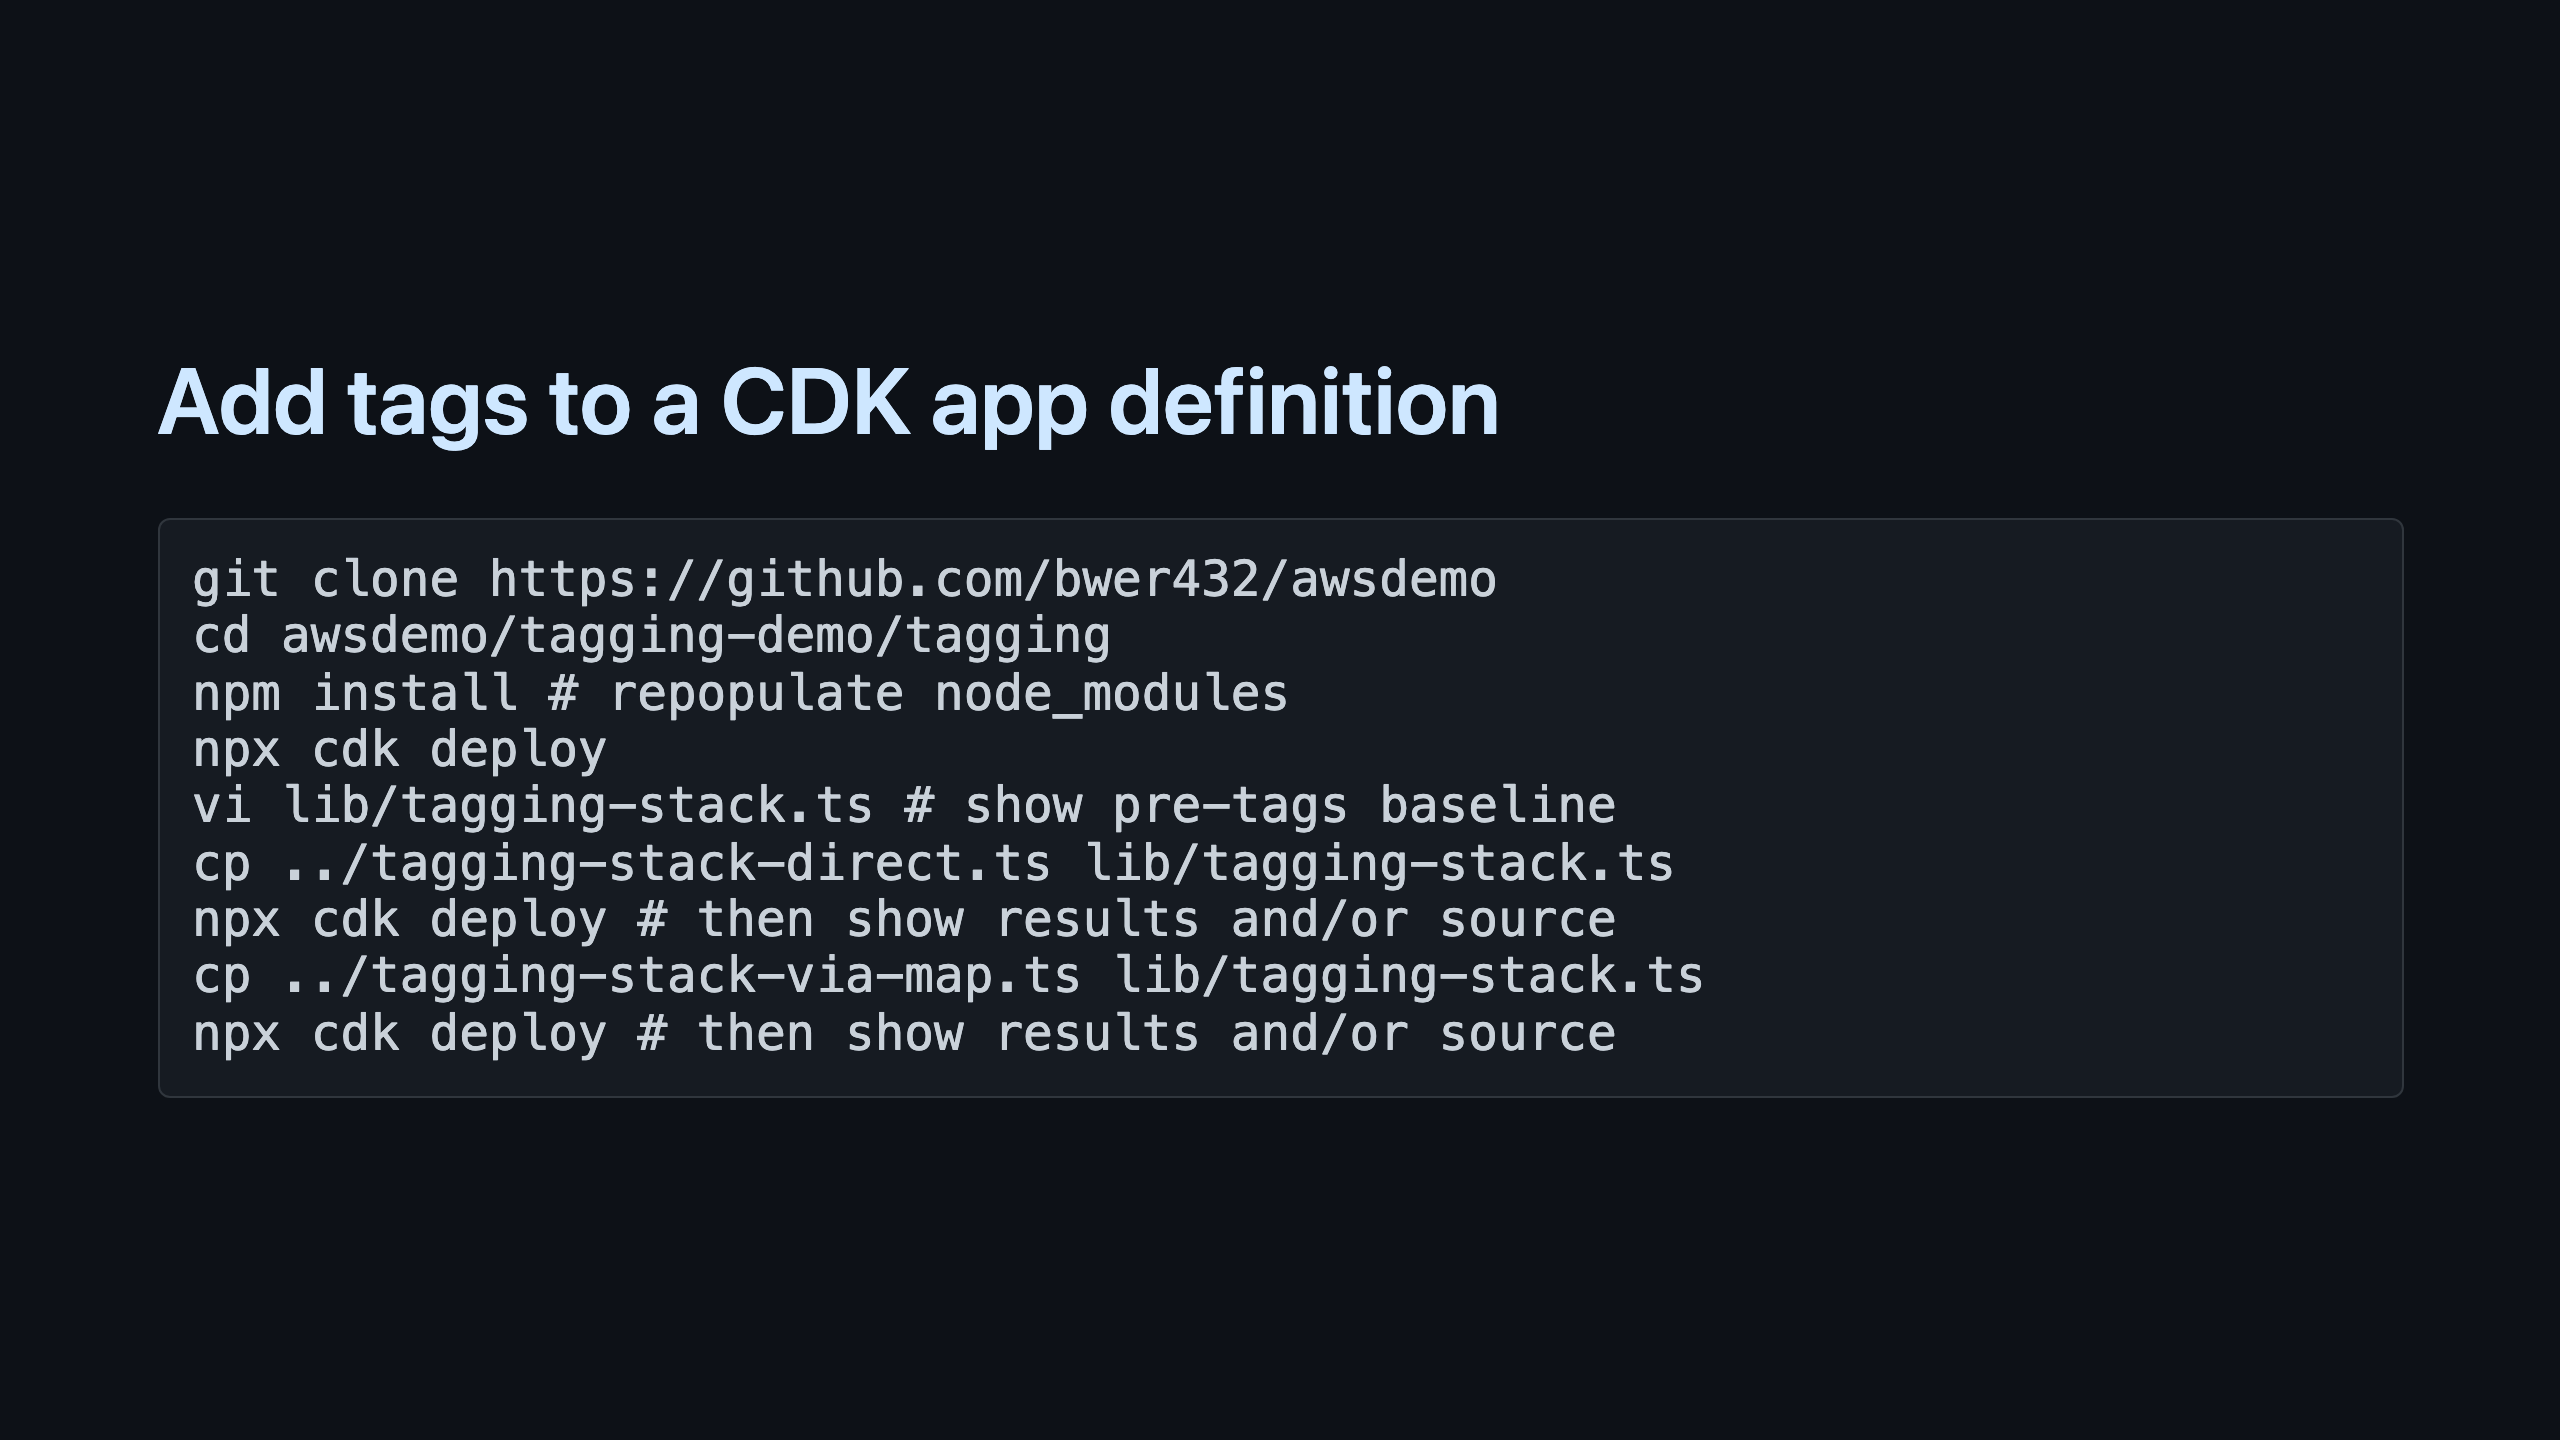 Add tags to a CDK app definition
git clone https://github.com/bwer432/awsdemo
cd awsdemo/tagging-demo/tagging
npm install # repopulate node_modules
npx cdk deploy
vi lib/tagging-stack.ts # show pre-tags baseline
cp ../tagging-stack-direct.ts lib/tagging-stack.ts
npx cdk deploy # then show results and/or source
cp ../tagging-stack-via-map.ts lib/tagging-stack.ts
npx cdk deploy # then show results and/or source